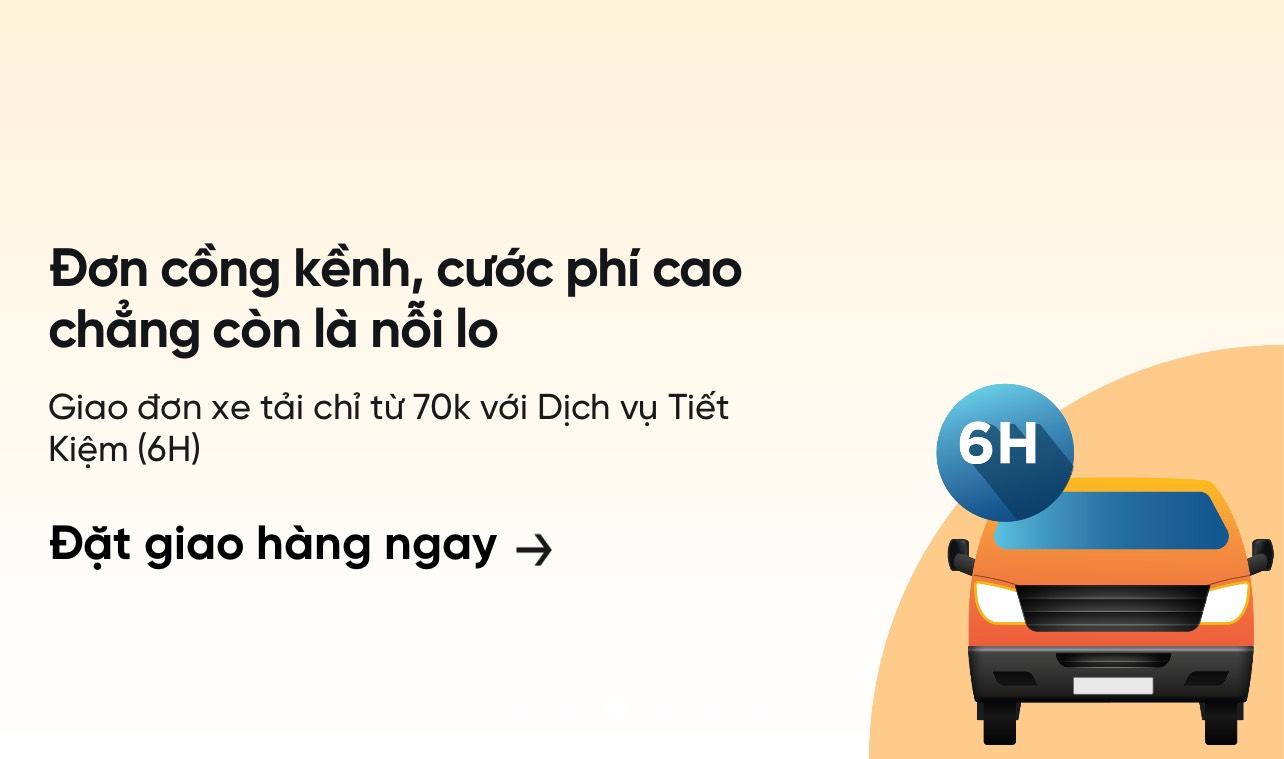 Đơn cồng kềnh, cước phí cao
chẳng còn là nỗi lo
Giao đơn xe tải chỉ từ 70k với Dịch vụ Tiết
Kiệm (6H)
6H
Đặt giao hàng ngay →